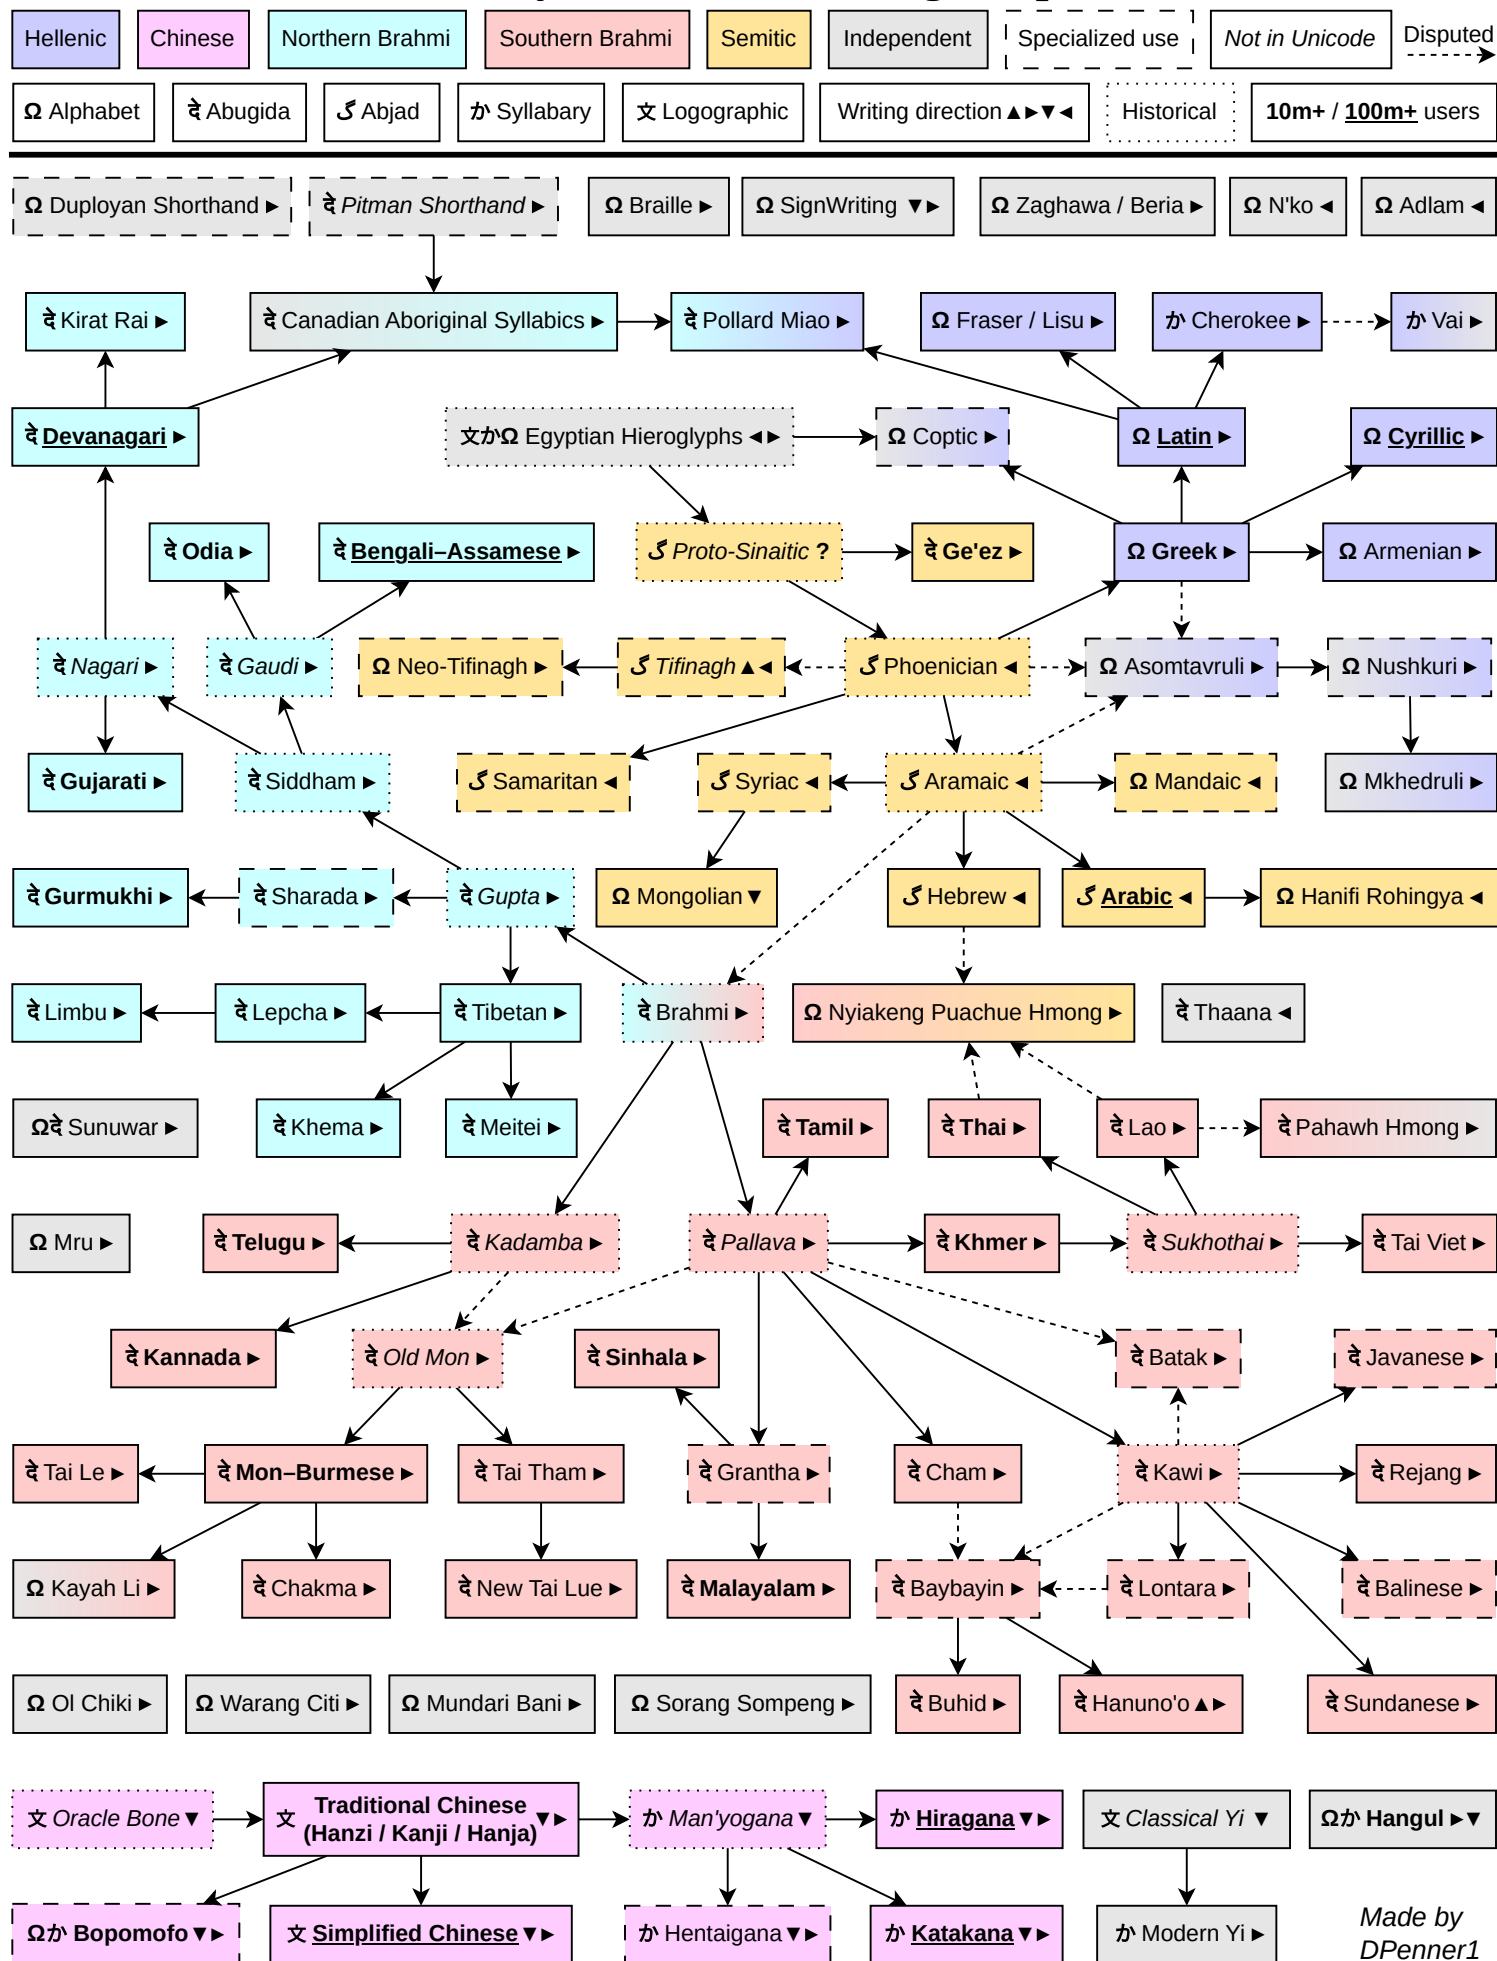 Hellenic
Chinese
Northern Brahmi
Southern Brahmi
Semitic
Independent
Specialized use
Not in Unicode
Disputed
Ω Alphabet
दे Abugida
گ Abjad
か Syllabary
文 Logographic
Writing direction ▲►▼◄
Historical
10m+ / 100m+ users
Ω Duployan Shorthand ►
दे Pitman Shorthand ►
Ω Braille ►
Ω SignWriting ▼►
Ω Zaghawa / Beria ►
Ω N'ko ◄
Ω Adlam ◄
दे Kirat Rai ►
दे Canadian Aboriginal Syllabics ►
दे Pollard Miao ►
Ω Fraser / Lisu ►
か Cherokee ►
か Vai ►
दे Devanagari ►
文かΩ Egyptian Hieroglyphs ◄►
Ω Coptic ►
Ω Latin ►
Ω Cyrillic ►
दे Odia ►
दे Bengali–Assamese ►
گ Proto-Sinaitic ?
दे Ge'ez ►
Ω Greek ►
Ω Armenian ►
दे Nagari ►
दे Gaudi ►
Ω Neo-Tifinagh ►
گ Tifinagh ▲◄
گ Phoenician ◄
Ω Asomtavruli ►
Ω Nushkuri ►
दे Gujarati ►
दे Siddham ►
گ Samaritan ◄
گ Syriac ◄
گ Aramaic ◄
Ω Mandaic ◄
Ω Mkhedruli ►
दे Gurmukhi ►
दे Sharada ►
दे Gupta ►
Ω Mongolian ▼
گ Hebrew ◄
گ Arabic ◄
Ω Hanifi Rohingya ◄
दे Limbu ►
दे Lepcha ►
दे Tibetan ►
दे Brahmi ►
Ω Nyiakeng Puachue Hmong ►
दे Thaana ◄
Ωदे Sunuwar ►
दे Khema ►
दे Meitei ►
दे Tamil ►
दे Thai ►
दे Lao ►
दे Pahawh Hmong ►
Ω Mru ►
दे Telugu ►
दे Kadamba ►
दे Pallava ►
दे Khmer ►
दे Sukhothai ►
दे Tai Viet ►
दे Kannada ►
दे Old Mon ►
दे Sinhala ►
दे Batak ►
दे Javanese ►
दे Tai Le ►
दे Mon–Burmese ►
दे Tai Tham ►
दे Grantha ►
दे Cham ►
दे Kawi ►
दे Rejang ►
Ω Kayah Li ►
दे Chakma ►
दे New Tai Lue ►
दे Malayalam ►
दे Baybayin ►
दे Lontara ►
दे Balinese ►
Ω Ol Chiki ►
Ω Warang Citi ►
Ω Mundari Bani ►
Ω Sorang Sompeng ►
दे Buhid ►
दे Hanuno'o ▲►
दे Sundanese ►
文 Oracle Bone ▼
文 Traditional Chinese
(Hanzi / Kanji / Hanja) ▼►
か Man'yogana ▼
か Hiragana ▼►
文 Classical Yi ▼
Ωか Hangul ►▼
Ωか Bopomofo ▼►
文 Simplified Chinese ▼►
か Hentaigana ▼►
か Katakana ▼►
か Modern Yi ►
Made by
DPenner1